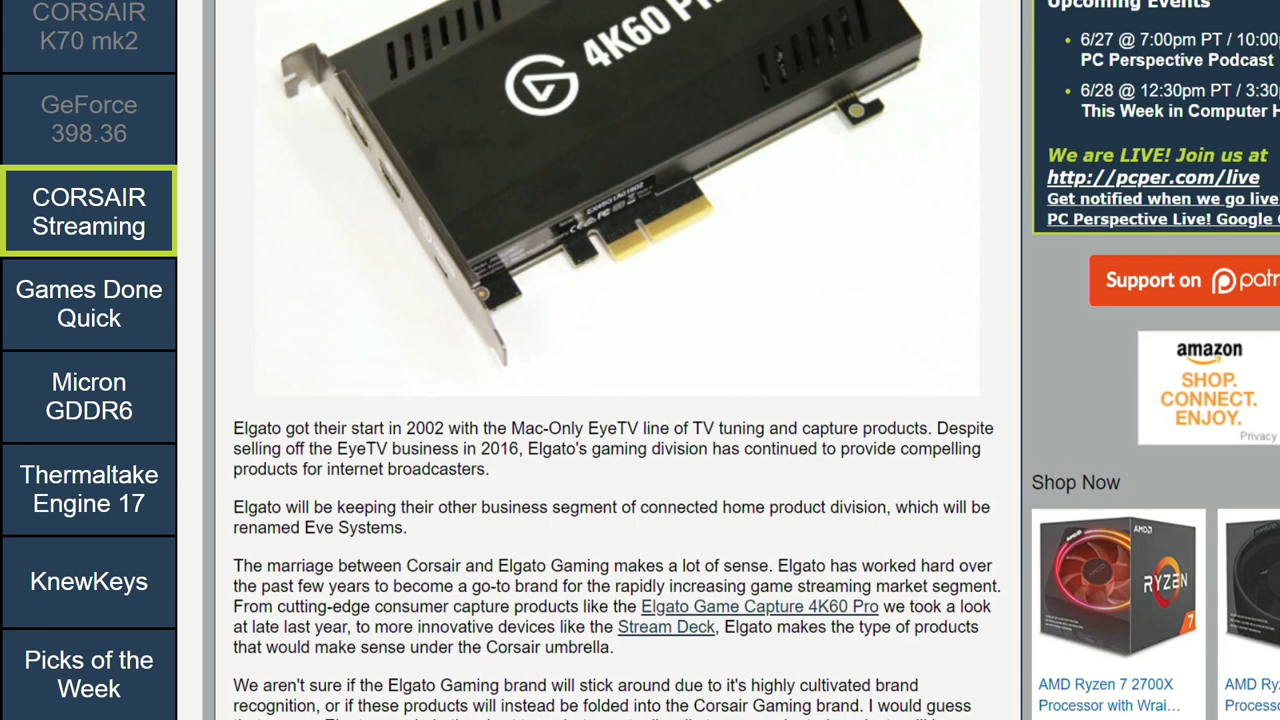 CORSAIR
K70 mk2
GeForce
398.36
CORSAIR
Streaming
Games Done
Quick
Micron
GDDR6
Thermaltake
Engine 17
KnewKeys
Picks of the
Week
4K60 Pro
Elgato got their start in 2002 with the Mac-Only EyeTV line of TV tuning and capture products. Despite
selling off the EyeTV business in 2016, Elgato's gaming division has continued to provide compelling
products for internet broadcasters.
Elgato will be keeping their other business segment of connected home product division, which will be
renamed Eve Systems.
The marriage between Corsair and Elgato Gaming makes a lot of sense. Elgato has worked hard over
the past few years to become a go-to brand for the rapidly increasing game streaming market segment.
From cutting-edge consumer capture products like the Elgato Game Capture 4K60 Pro we took a look
at late last year, to more innovative devices like the Stream Deck, Elgato makes the type of products
that would make sense under the Corsair umbrella.
We aren't sure if the Elgato Gaming brand will stick around due to it's highly cultivated brand
recognition, or if these products will instead be folded into the Corsair Gaming brand. I would guess
Upcoming Events
• 6/27 @ 7:00pm PT / 10:00
PC Perspective Podcast
• 6/28 @ 12:30pm PT / 3:30
This Week in Computer H
We are LIVE! Join us at
http://pcper.com/live
Get notified when we go live
PC Perspective Live! Google
Support on patr
amazon
SHOP.
CONNECT.
ENJOY.
Privacy
Shop Now
AMD
RYZEN
7
AMD Ryzen 7 2700X
Processor with Wrai…
AMD Ry
Process